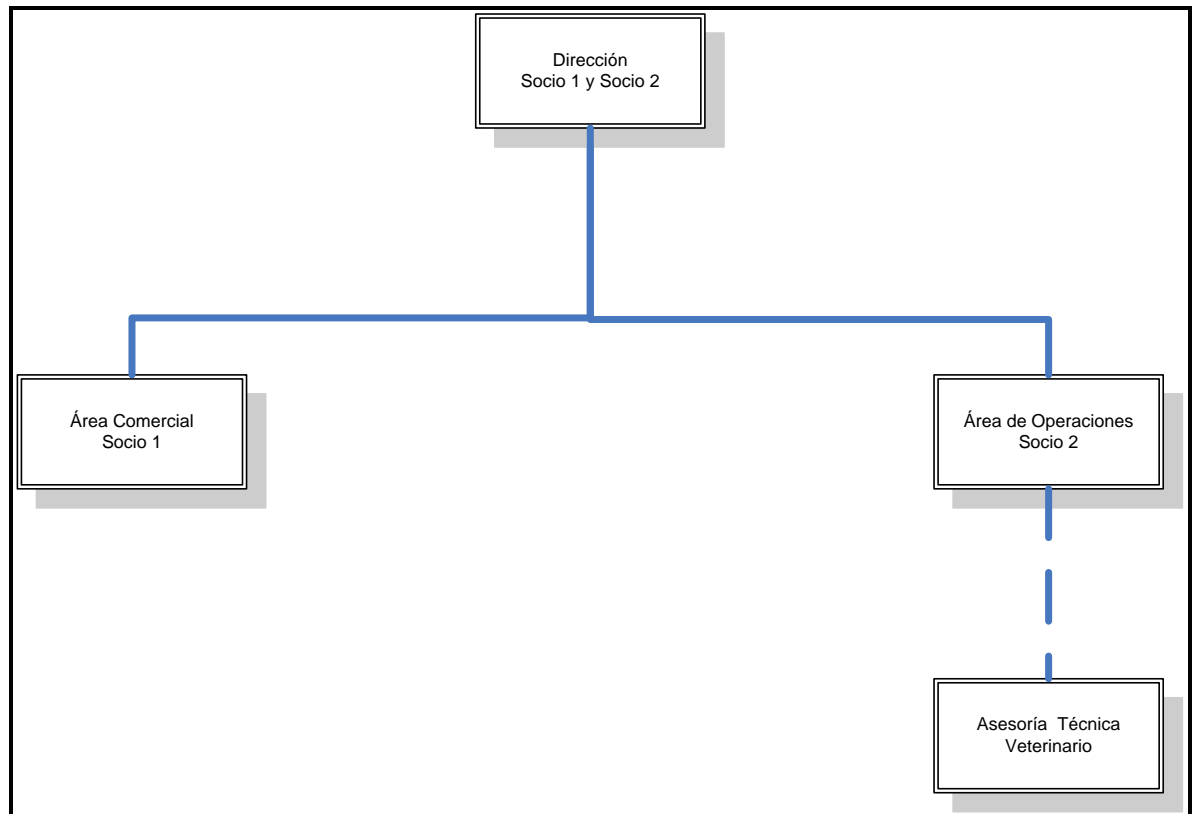 Dirección
Socio 1 y Socio 2
Área Comercial
Socio 1
Área de Operaciones
Socio 2
Asesoría  Técnica
Veterinario